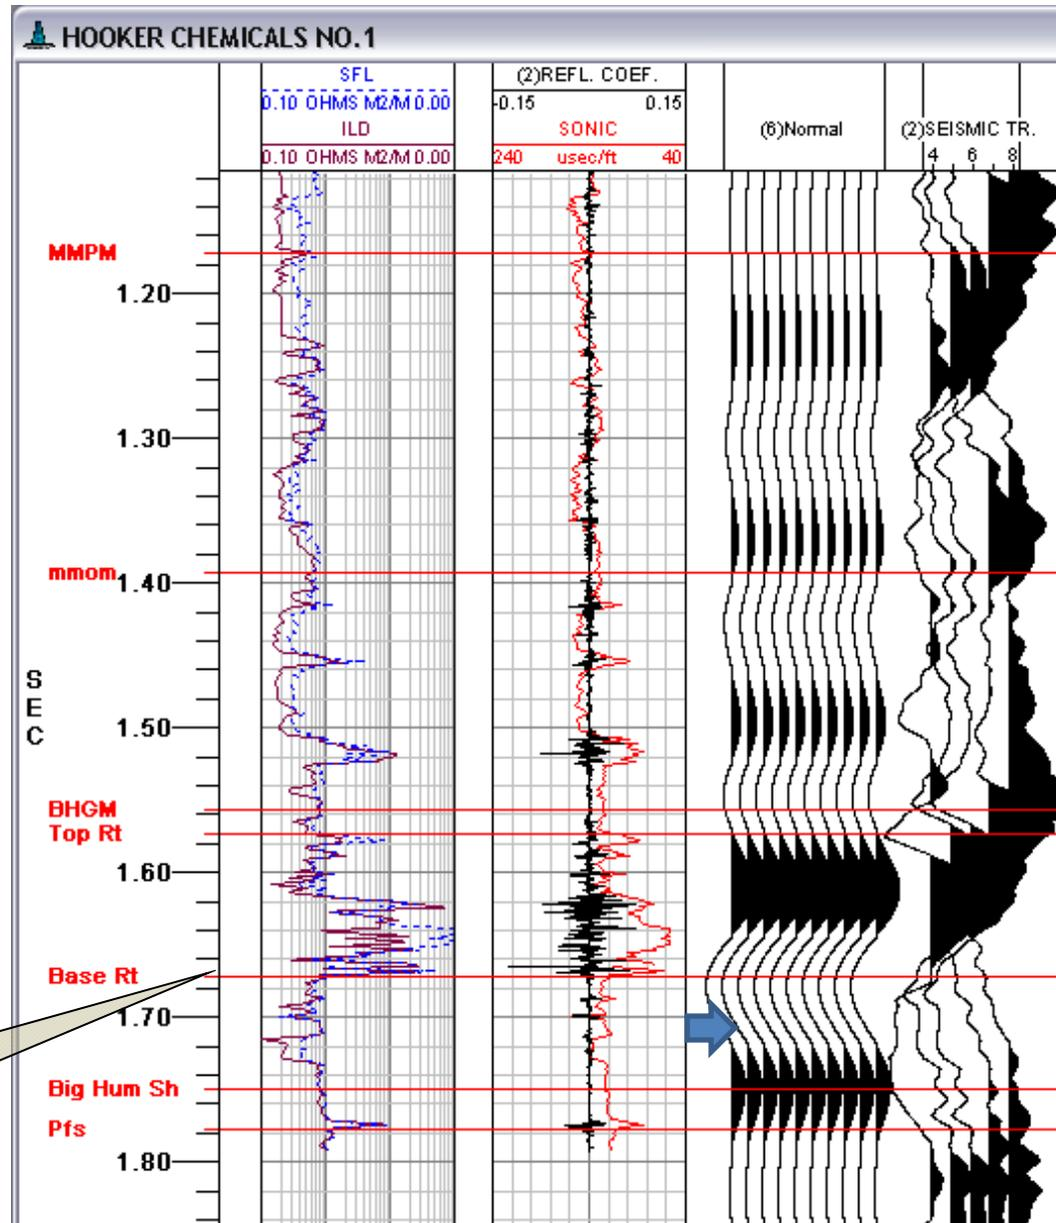 HOOKER CHEMICALS NO.1
SFL
0.10 OHMS M2/M 0.00
ILD
0.10 OHMS M2/M 0.00
(2)REFL. COEF.
-0.15 0.15
SONIC
240 usec/ft 40
(6)Normal
(2)SEISMIC TR.
4 6 8
MMPM
1.20
1.30
mmom
1.40
SEC
1.50
BHGM
Top Rt
1.60
Base Rt
1.70
Big Hum Sh
Pfs
1.80